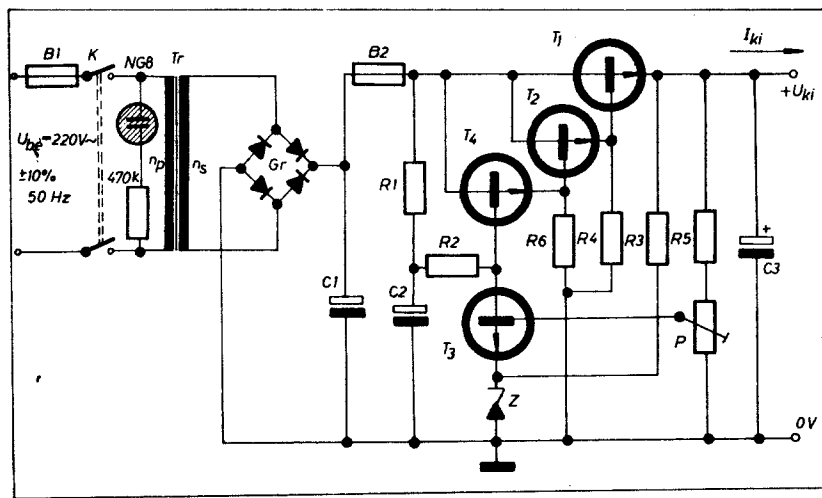 B1
K
NG8
Tr
B2
T1
Iki
+Uki
T2
T4
Ube=220V~
±10%
50 Hz
np
ns
470k
Gr
R1
R2
R6
R4
R3
R5
C1
C2
C3
+
T3
P
Z
0V